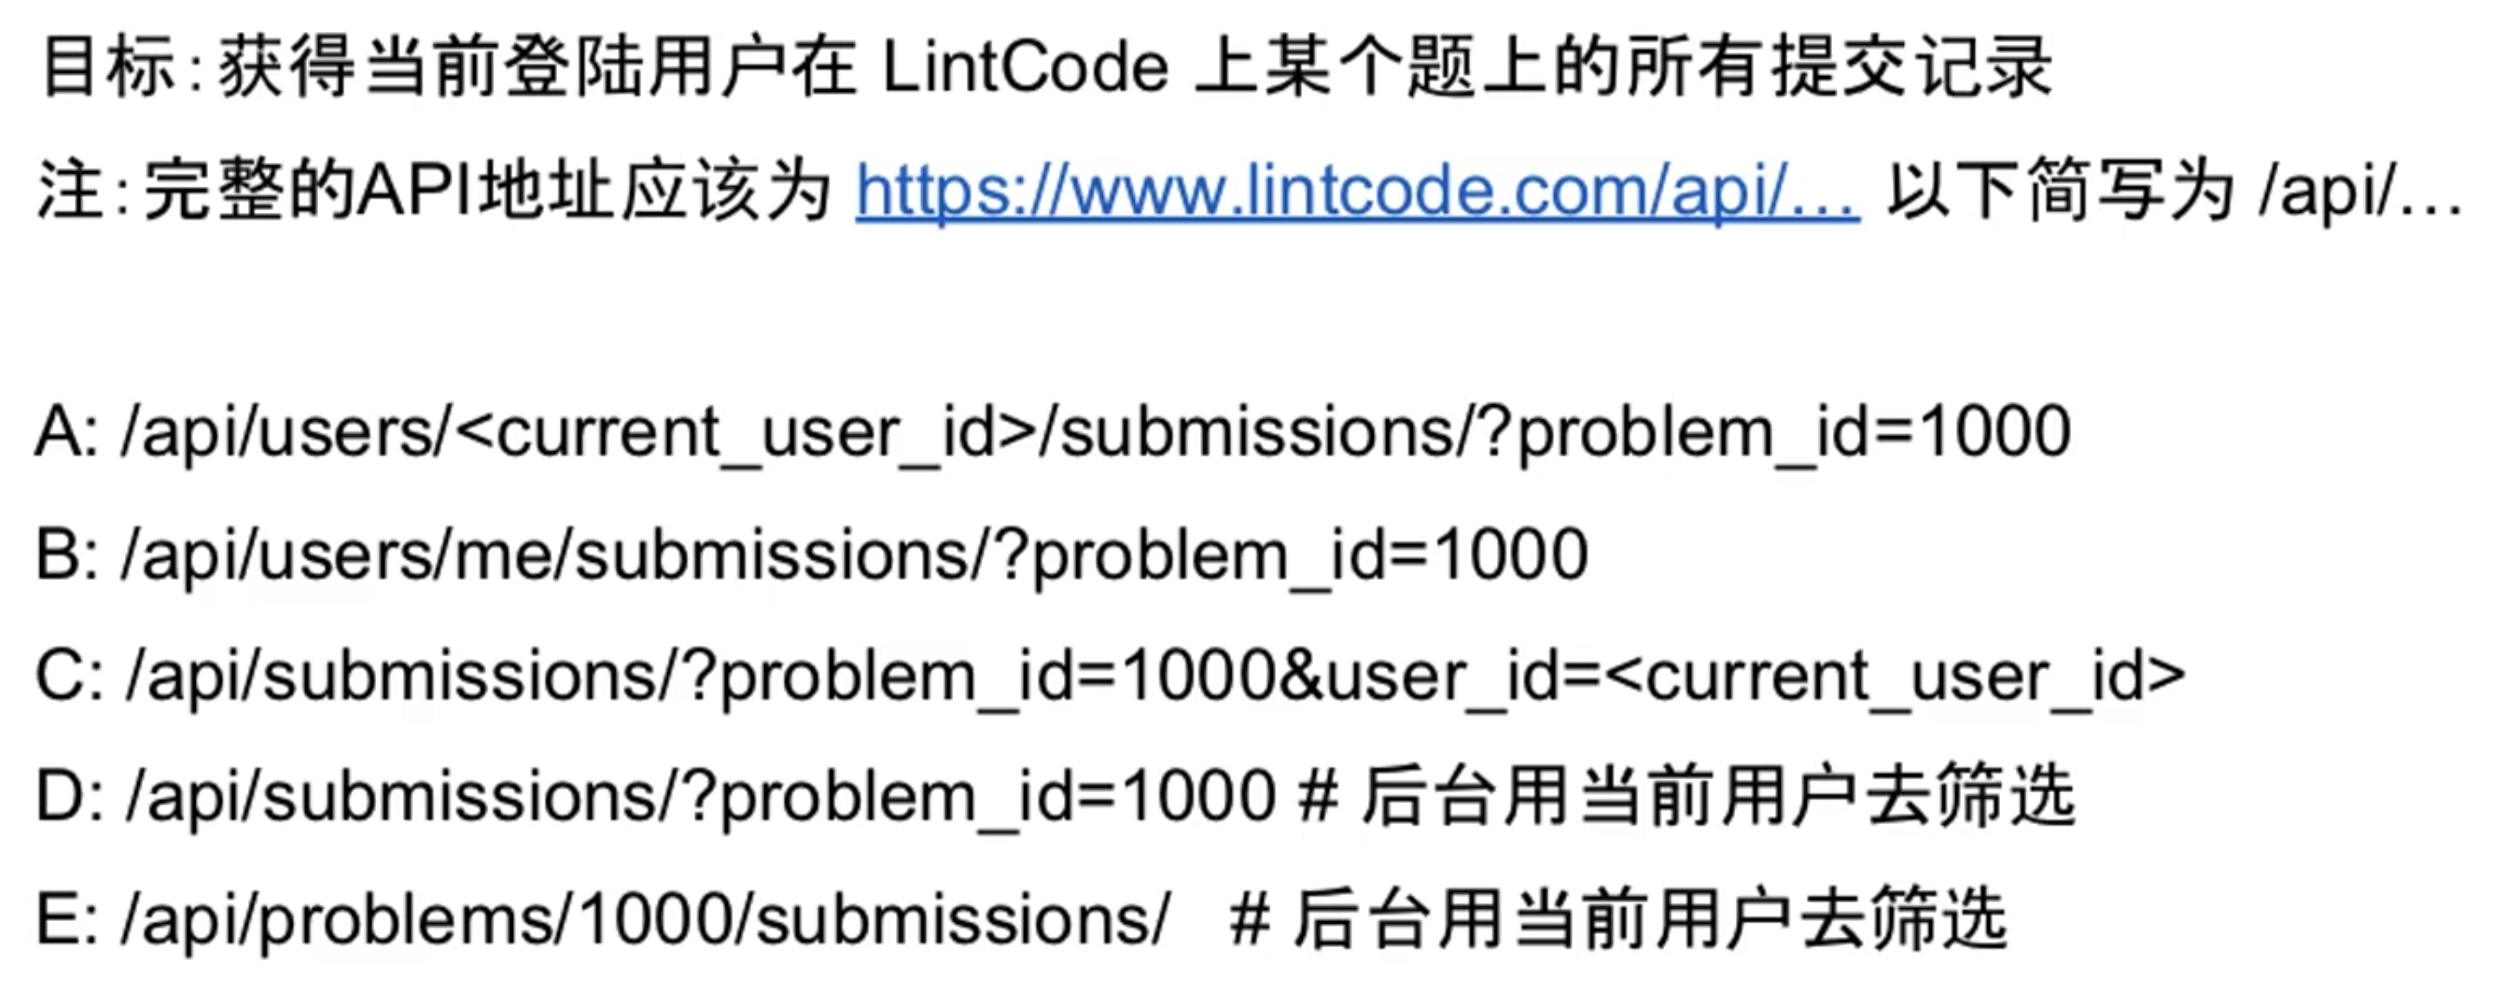 目标：获得当前登陆用户在 LintCode 上某个题上的所有提交记录
注：完整的API地址应该为 https://www.lintcode.com/api/… 以下简写为 /api/…
A: /api/users/<current_user_id>/submissions/?problem_id=1000
B: /api/users/me/submissions/?problem_id=1000
C: /api/submissions/?problem_id=1000&user_id=<current_user_id>
D: /api/submissions/?problem_id=1000 # 后台用当前用户去筛选
E: /api/problems/1000/submissions/ # 后台用当前用户去筛选